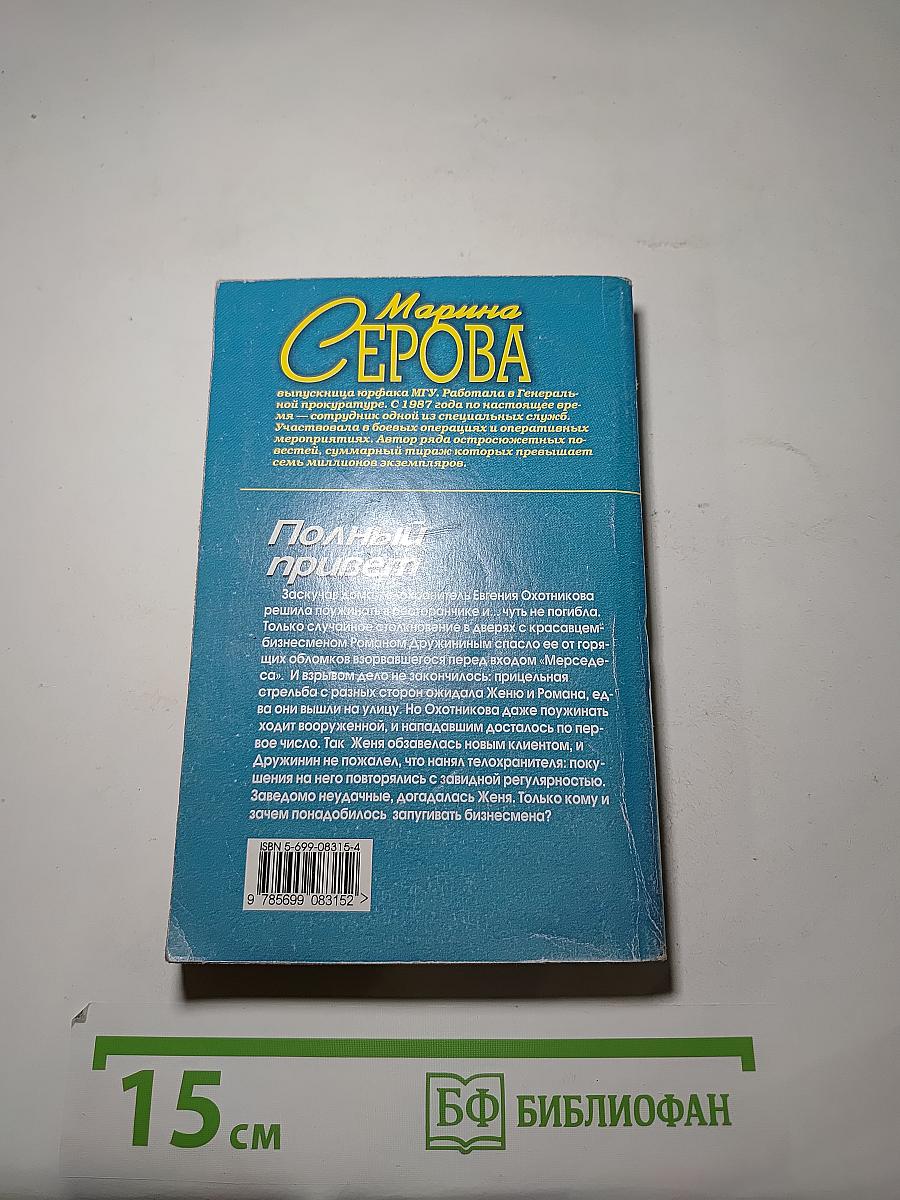 Марина
СЕРОВА
выпускница юрфака МГУ. Работала в Генераль-
ной прокуратуре. С 1987 года по настоящее вре-
мя — сотрудник одной из специальных служб.
Участвовала в боевых операциях и оперативных
мероприятиях. Автор ряда остросюжетных по-
вестей, суммарный тираж которых превышает
семь миллионов экземпляров.
Полный
привет
Заскучав дома, телохранитель Евгения Охотникова
решила поужинать в ресторанчике и... чуть не погибла.
Только случайное столкновение в дверях с красавцем-
бизнесменом Романом Дружининым спасло ее от горя-
щих обломков взорвавшегося перед входом «Мерседе-
са». И взрывом дело не закончилось: прицельная
стрельба с разных сторон ожидала Женю и Романа, ед-
ва они вышли на улицу. Но Охотникова даже поужинать
ходит вооруженной, и нападавшим досталось по пер-
вое число. Так Женя обзавелась новым клиентом, и
Дружинин не пожалел, что нанял телохранителя: поку-
шения на него повторялись с завидной регулярностью.
Заведомо неудачные, догадалась Женя. Только кому и
зачем понадобилось запугивать бизнесмена?
ISBN 5-699-08315-4
9 785699 083152 >
15 см
БФ БИБЛИОФАН